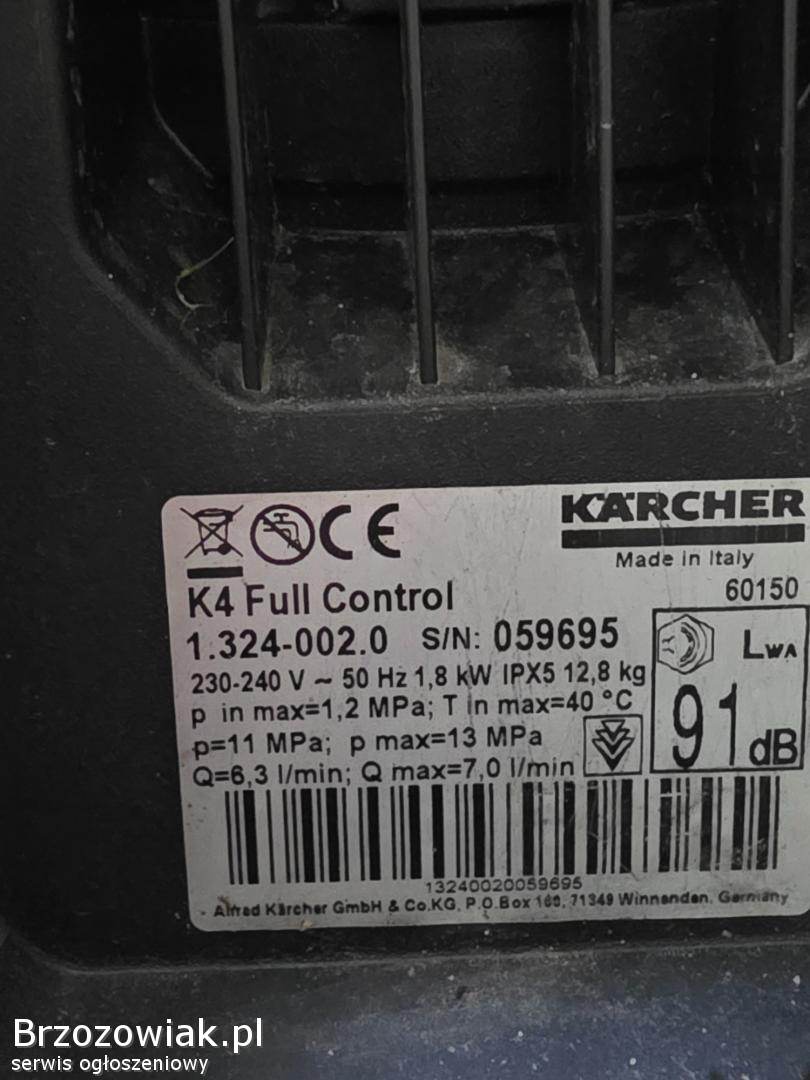 KÄRCHER
Made in Italy
60150
K4 Full Control
1.324-002.0 S/N: 059695
230-240 V ~ 50 Hz 1,8 kW IPX5 12,8 kg
p in max=1,2 MPa; T in max=40 °C
p=11 MPa; p max=13 MPa
Q=6,3 l/min; Q max=7,0 l/min
LWA
91 dB
13240020059695
Alfred Kärcher GmbH & Co.KG, P.O.Box 160, 71349 Winnenden, Germany
Brzozowiak.pl
serwis ogłoszeniowy